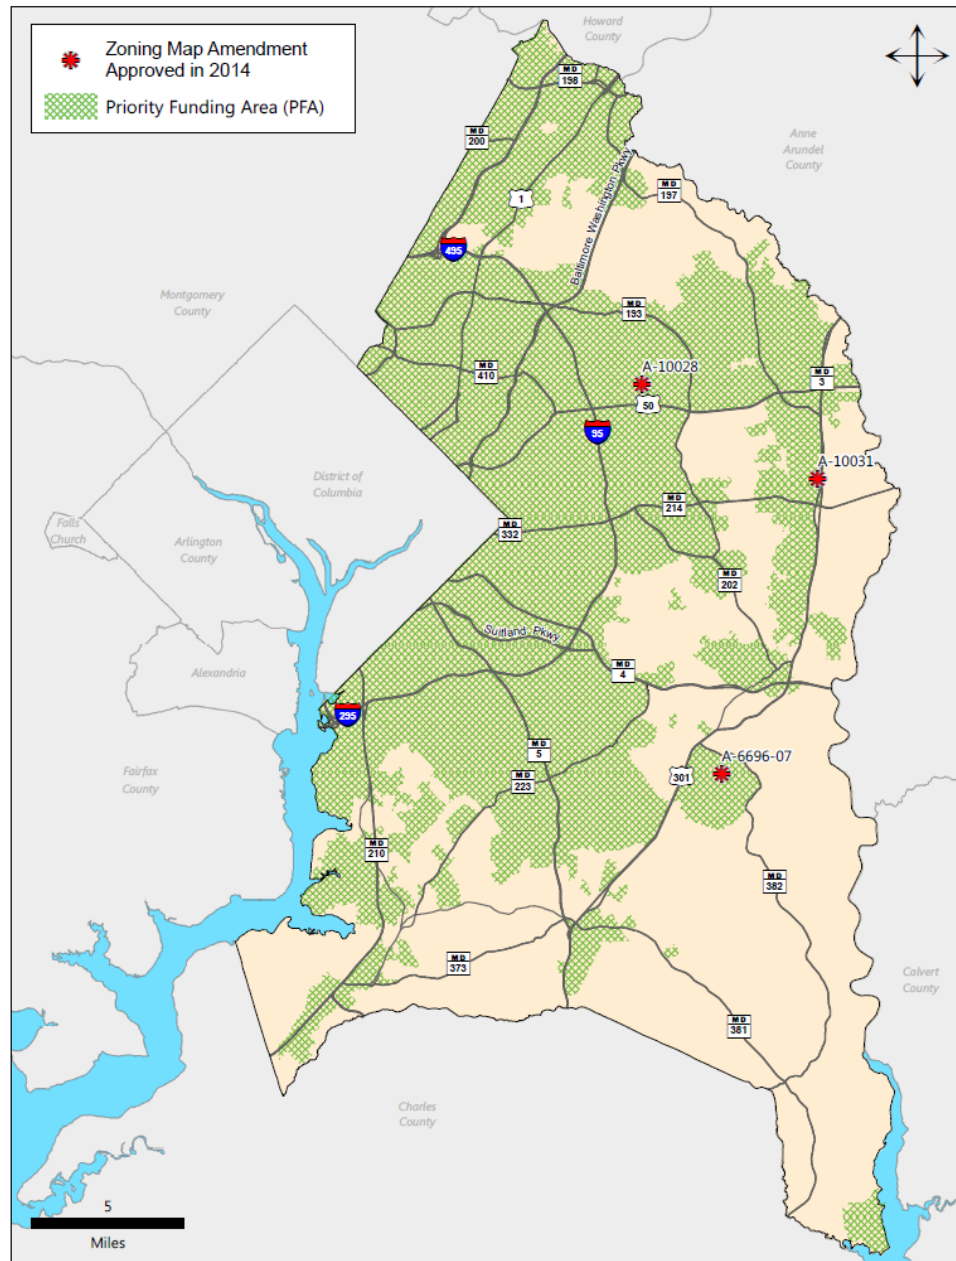 Zoning Map Amendment
Approved in 2014
Priority Funding Area (PFA)
Howard
County
MD
198
MD
200
Anne
Arundel
County
1
MD
197
Baltimore Washington Pkwy
495
Montgomery
County
MD
193
MD
410
A-10028
MD
3
50
95
A-10031
District of
Columbia
MD
214
Falls
Church
Arlington
County
MD
332
MD
202
Suitland Pkwy
Alexandria
MD
4
295
MD
5
A-6696-07
Fairfax
County
MD
223
301
MD
210
MD
382
MD
373
Calvert
County
MD
381
Charles
County
5
Miles